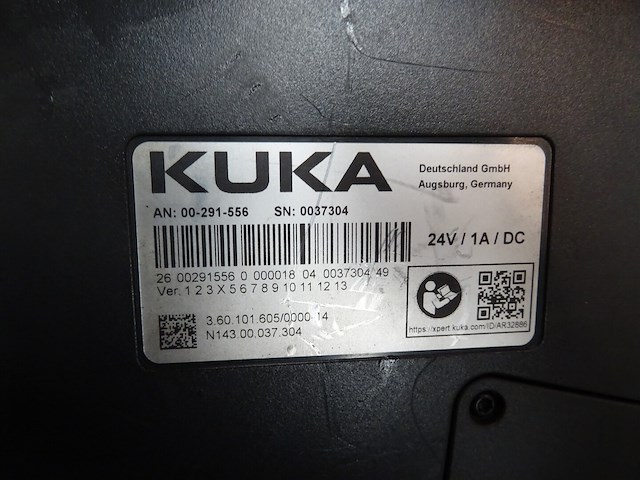 KUKA
Deutschland GmbH
Augsburg, Germany
AN: 00-291-556 SN: 0037304
24V / 1A / DC
26 00291556 0 000018 04 0037304 49
Ver. 1 2 3 X 5 6 7 8 9 10 11 12 13
3.60.101.605/0000-14
N143.00.037.304
https://xpert.kuka.com/ID/AR32886